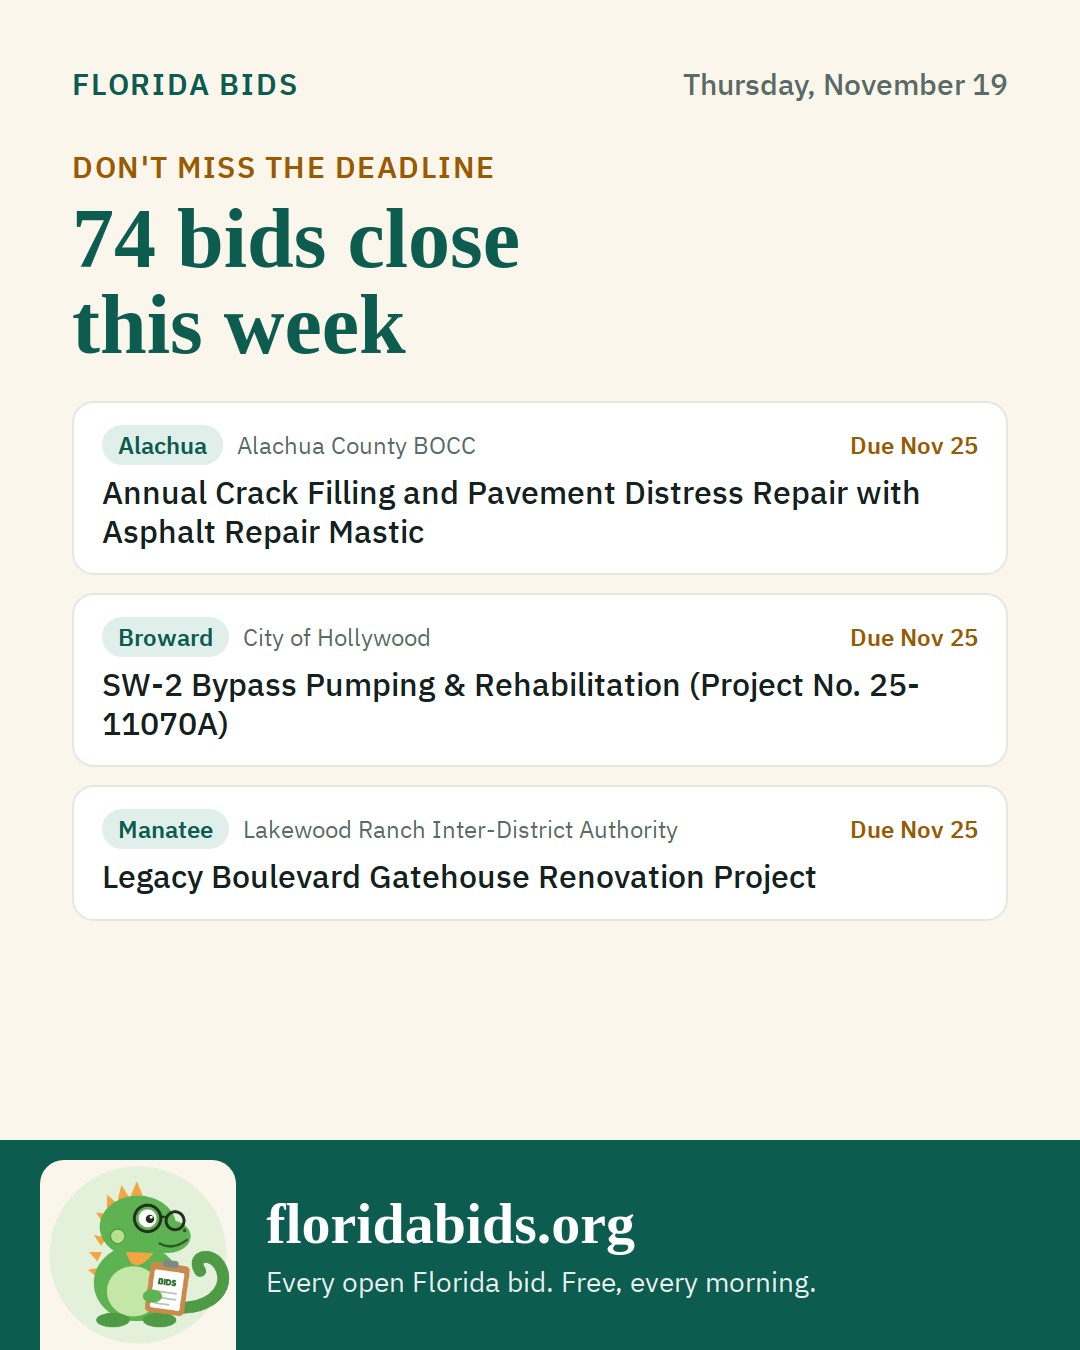 FLORIDA BIDS
Thursday, November 19
DON'T MISS THE DEADLINE
74 bids close
this week
Alachua Alachua County BOCC Due Nov 25
Annual Crack Filling and Pavement Distress Repair with
Asphalt Repair Mastic
Broward City of Hollywood Due Nov 25
SW-2 Bypass Pumping & Rehabilitation (Project No. 25-
11070A)
Manatee Lakewood Ranch Inter-District Authority Due Nov 25
Legacy Boulevard Gatehouse Renovation Project
BIDS
floridabids.org
Every open Florida bid. Free, every morning.